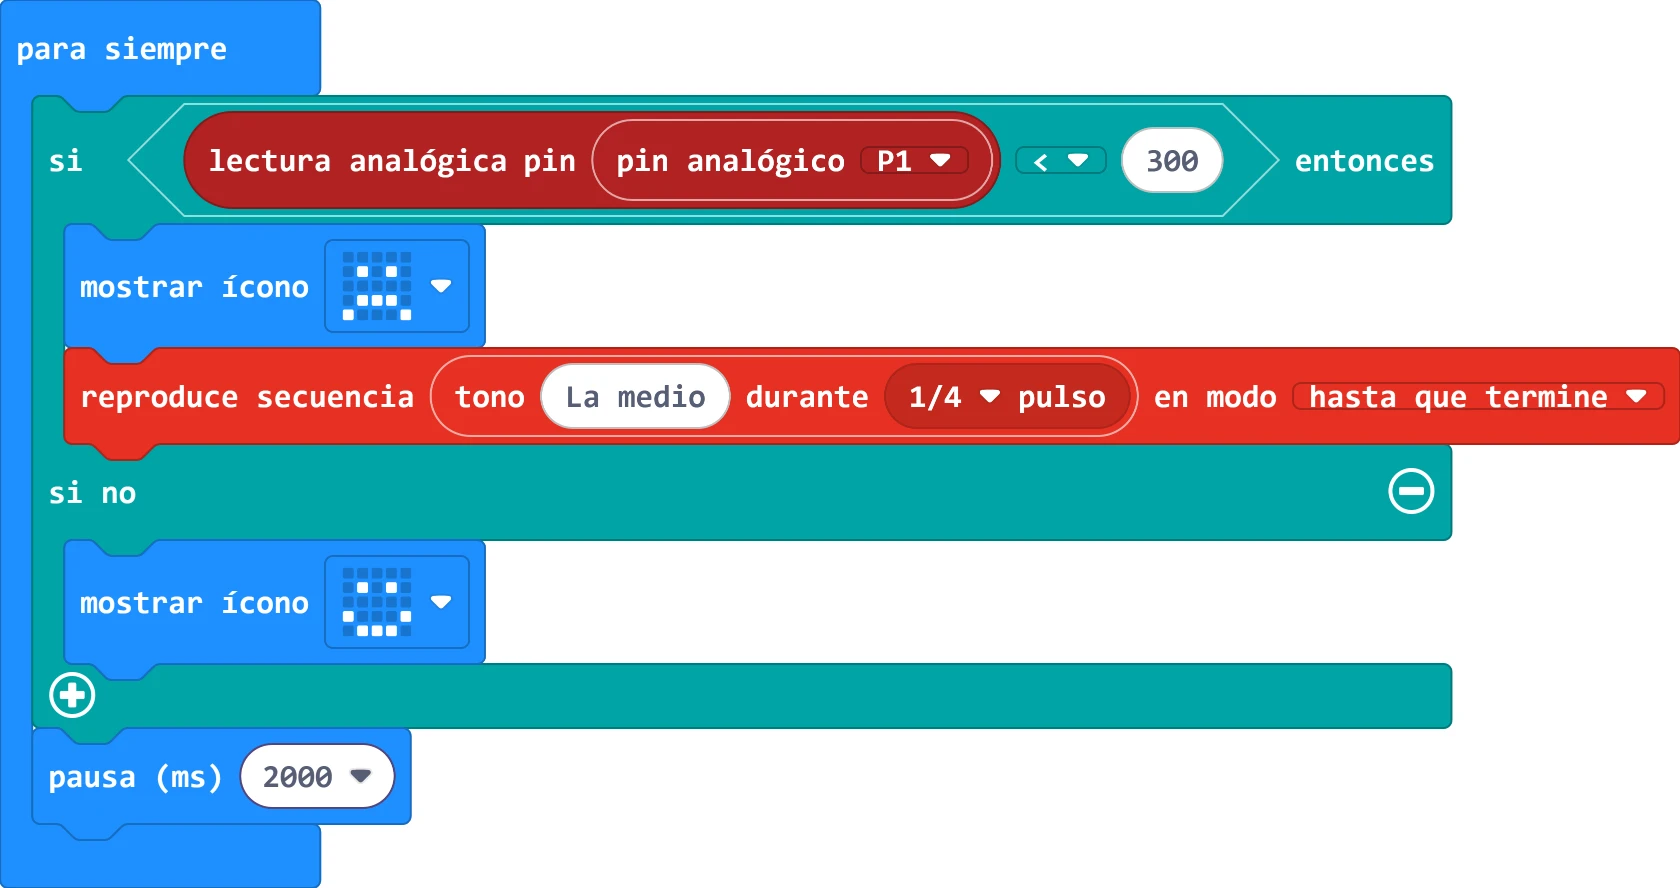 para siempre
si lectura analógica pin pin analógico P1 < 300 entonces
mostrar ícono
reproduce secuencia tono La medio durante 1/4 pulso en modo hasta que termine
si no
mostrar ícono
pausa (ms) 2000